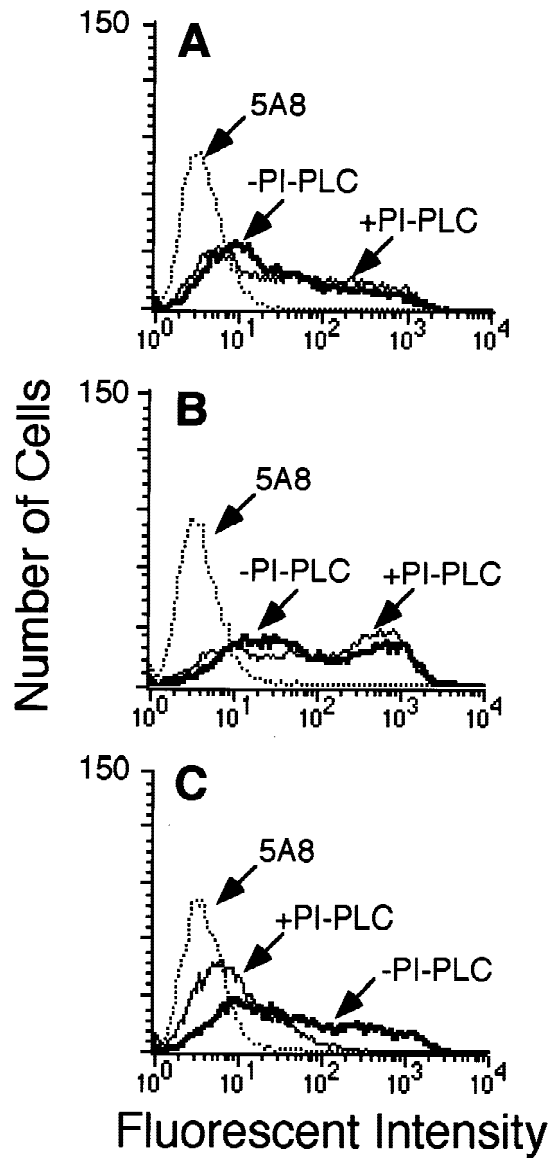 150
A
5A8
-PI-PLC
+PI-PLC
10^0 10^1 10^2 10^3 10^4
150
B
5A8
-PI-PLC
+PI-PLC
10^0 10^1 10^2 10^3 10^4
Number of Cells
150
C
5A8
+PI-PLC
-PI-PLC
10^0 10^1 10^2 10^3 10^4
Fluorescent Intensity